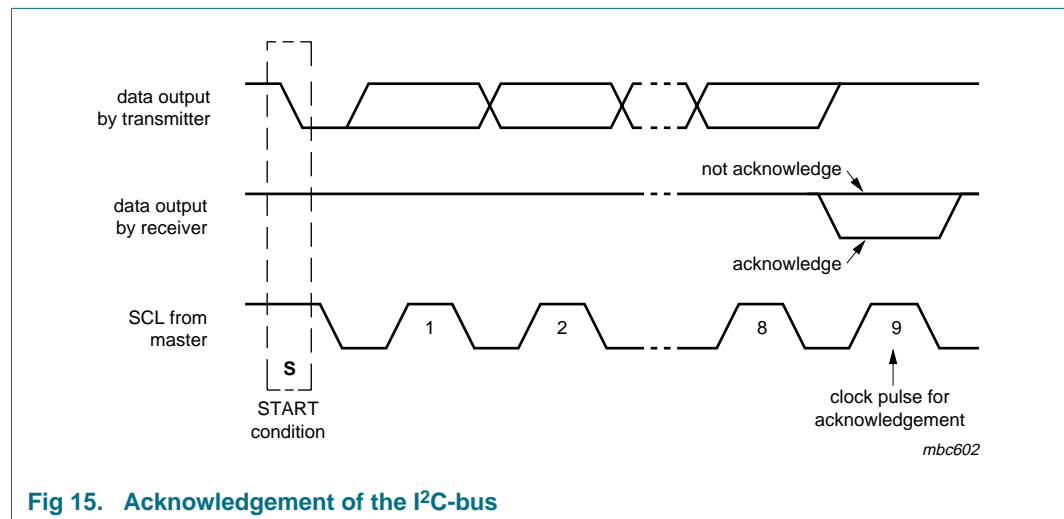 data output
by transmitter
not acknowledge
data output
by receiver
acknowledge
SCL from
master
1
2
8
9
S
START
condition
clock pulse for
acknowledgement
mbc602
Fig 15. Acknowledgement of the I²C-bus